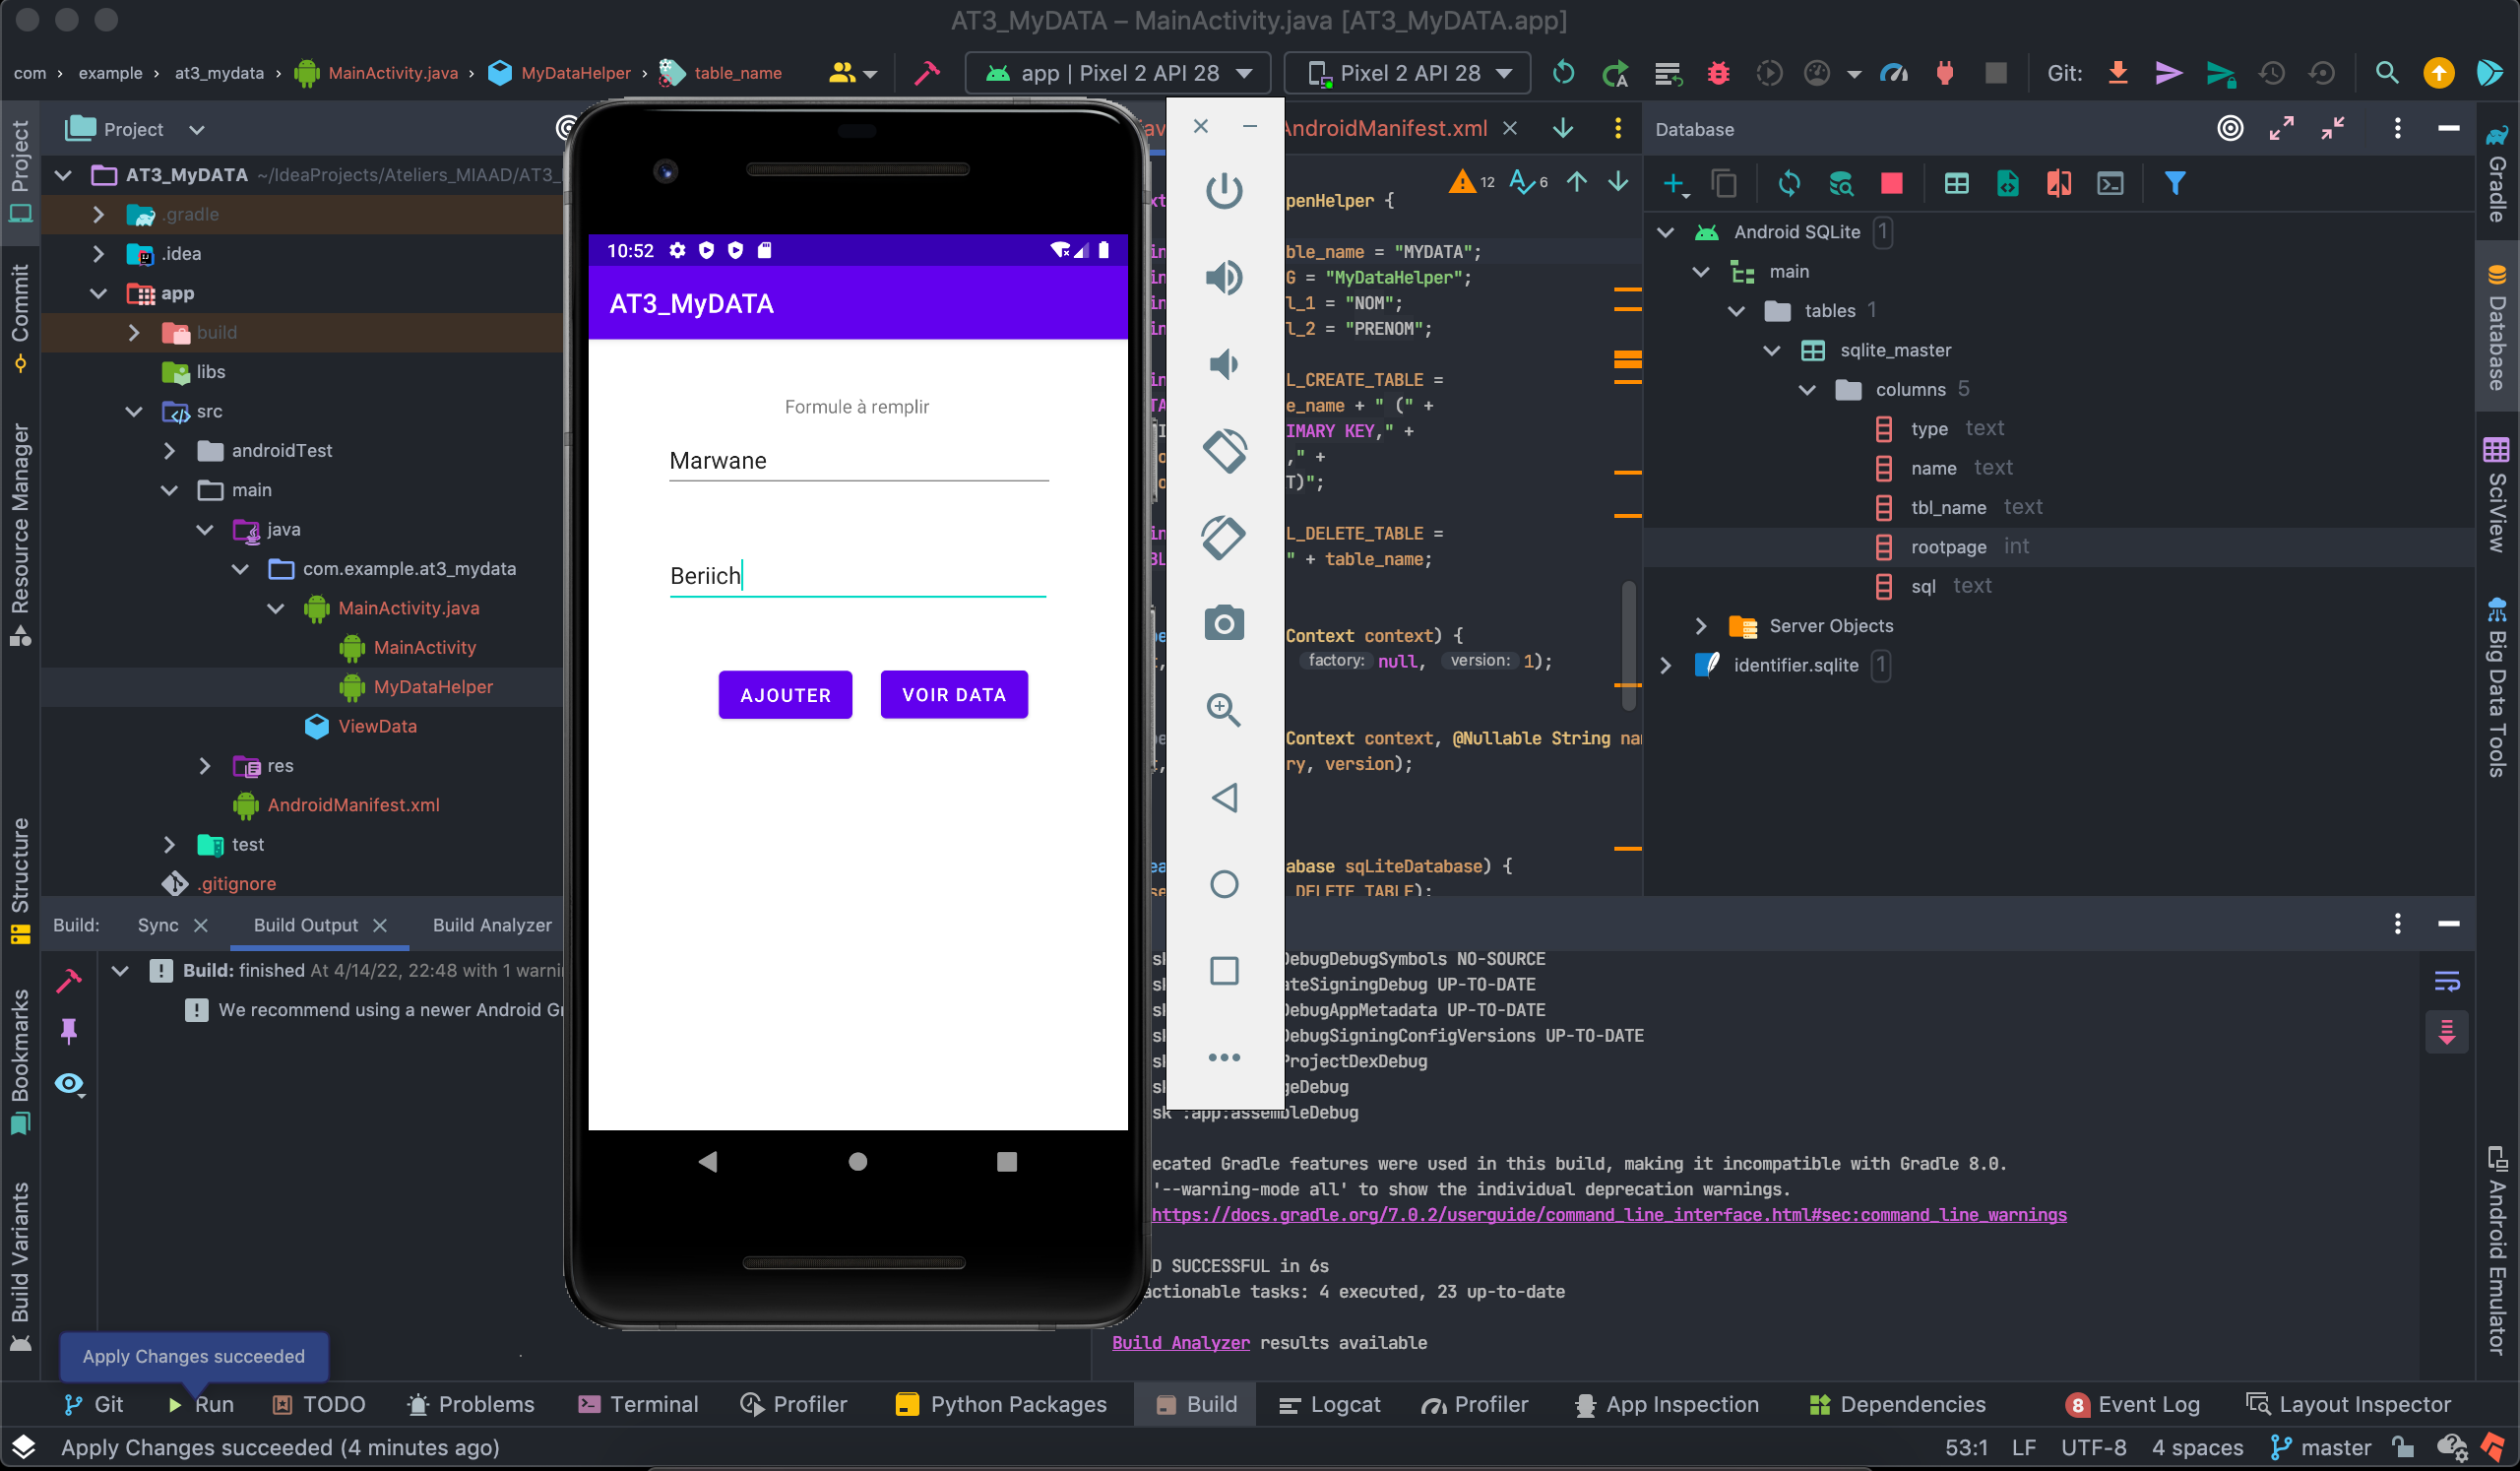 AT3_MyDATA – MainActivity.java [AT3_MyDATA.app]
com › example › at3_mydata › MainActivity.java › MyDataHelper › table_name
app | Pixel 2 API 28
Pixel 2 API 28
Git:
Project
Commit
Resource Manager
Structure
Bookmarks
Build Variants
Project
AT3_MyDATA ~/IdeaProjects/Ateliers_MIAAD/AT3_
.gradle
.idea
app
build
libs
src
androidTest
main
java
com.example.at3_mydata
MainActivity.java
MainActivity
MyDataHelper
ViewData
res
AndroidManifest.xml
test
.gitignore
10:52
AT3_MyDATA
Formule à remplir
Marwane
Beriich
AJOUTER
VOIR DATA
AndroidManifest.xml
12 6
penHelper {
ble_name = "MYDATA";
G = "MyDataHelper";
l_1 = "NOM";
l_2 = "PRENOM";
L_CREATE_TABLE =
e_name + " (" +
IMARY KEY," +
," +
T)";
L_DELETE_TABLE =
" + table_name;
Context context) {
factory: null, version: 1);
Context context, @Nullable String na
ry, version);
abase sqLiteDatabase) {
DELETE_TABLE);
Database
Android SQLite 1
main
tables 1
sqlite_master
columns 5
type text
name text
tbl_name text
rootpage int
sql text
Server Objects
identifier.sqlite 1
Gradle
Database
SciView
Big Data Tools
Android Emulator
Build: Sync Build Output Build Analyzer
Build: finished At 4/14/22, 22:48 with 1 warni
We recommend using a newer Android Gr
DebugDebugSymbols NO-SOURCE
ateSigningDebug UP-TO-DATE
DebugAppMetadata UP-TO-DATE
DebugSigningConfigVersions UP-TO-DATE
ProjectDexDebug
geDebug
sk :app:assembleDebug
ecated Gradle features were used in this build, making it incompatible with Gradle 8.0.
'--warning-mode all' to show the individual deprecation warnings.
https://docs.gradle.org/7.0.2/userguide/command_line_interface.html#sec:command_line_warnings
D SUCCESSFUL in 6s
actionable tasks: 4 executed, 23 up-to-date
Build Analyzer results available
Apply Changes succeeded
Git Run TODO Problems Terminal Profiler Python Packages Build Logcat Profiler App Inspection Dependencies 8 Event Log Layout Inspector
Apply Changes succeeded (4 minutes ago)
53:1 LF UTF-8 4 spaces master